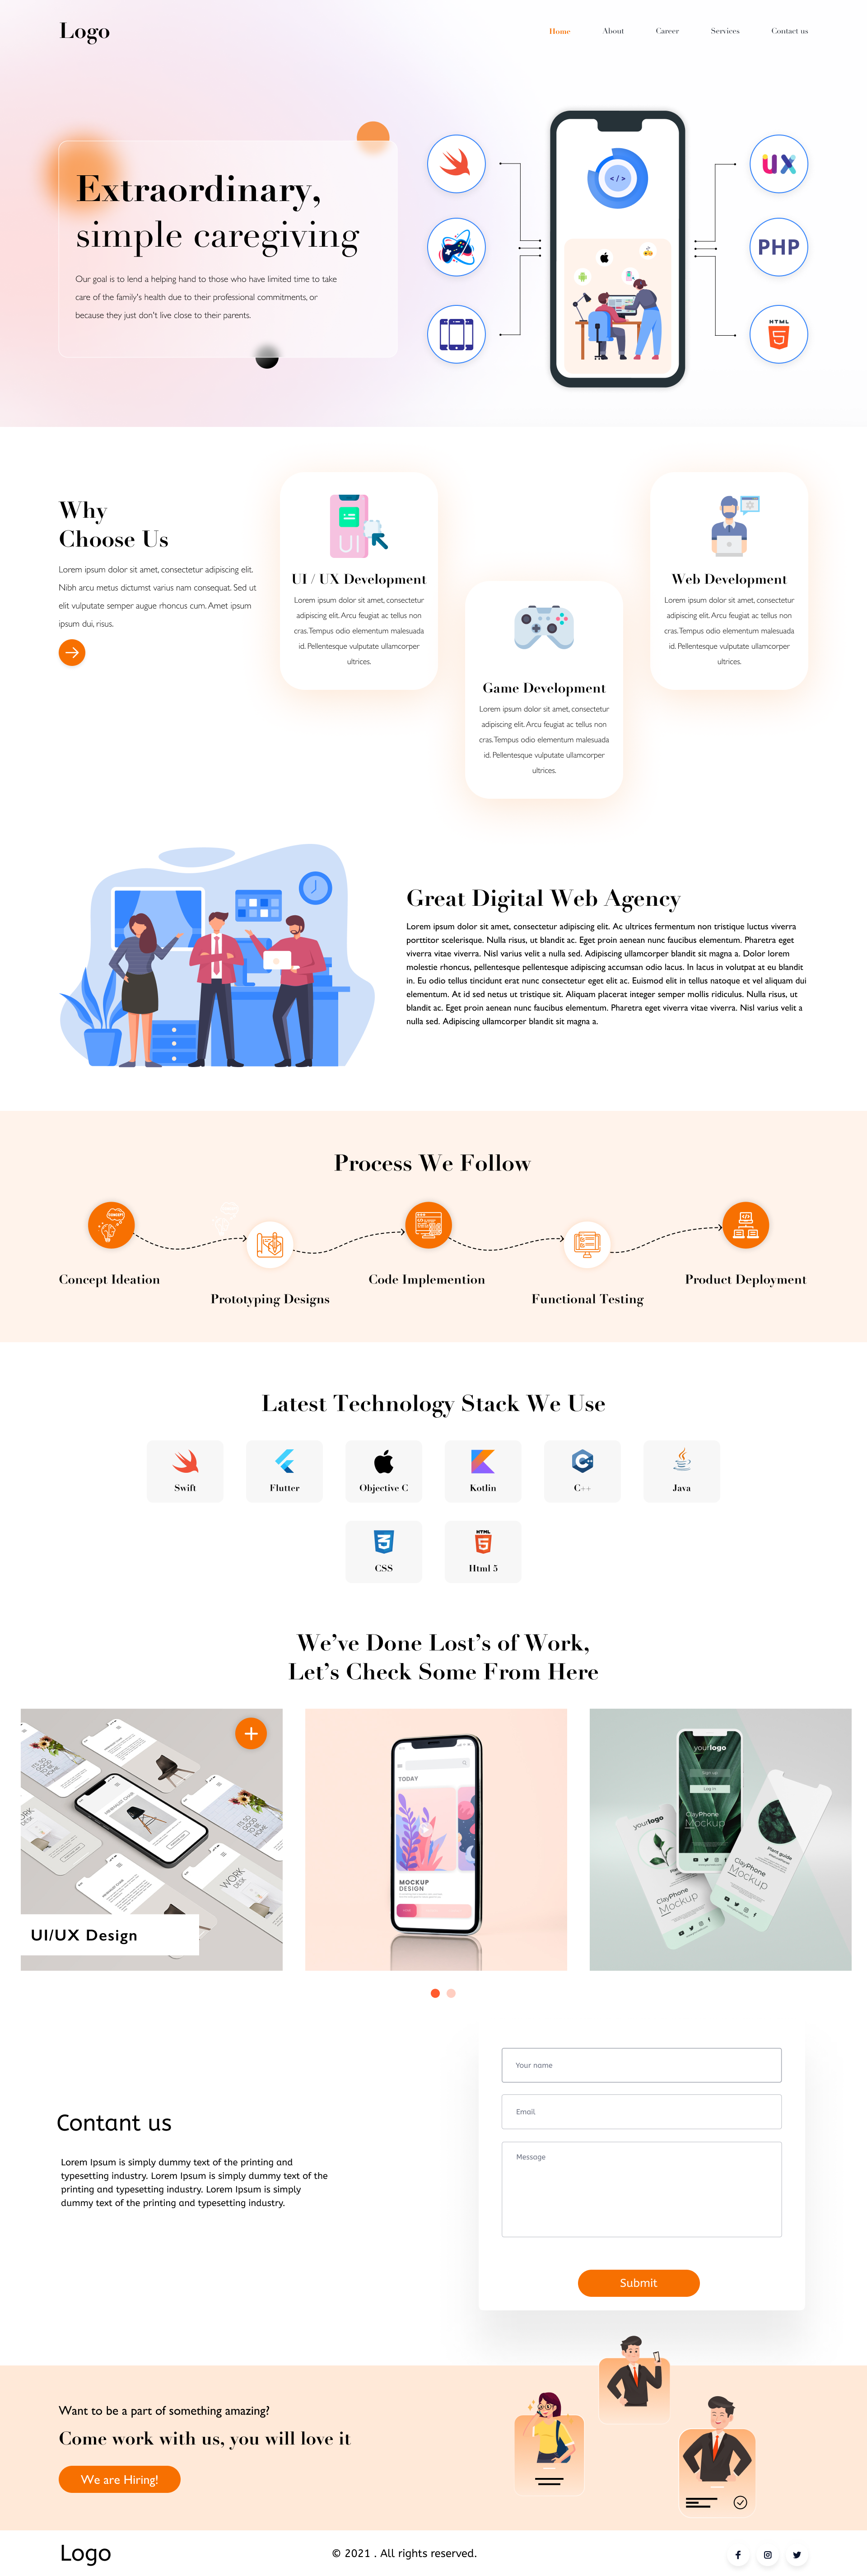 Logo
Home
About
Career
Services
Contact us
Extraordinary,
simple caregiving
Our goal is to lend a helping hand to those who have limited time to take
care of the family's health due to their professional commitments, or
because they just don't live close to their parents.
</>
UX
PHP
HTML
5
Why
Choose Us
Lorem ipsum dolor sit amet, consectetur adipiscing elit.
Nibh arcu metus dictumst varius nam consequat. Sed ut
elit vulputate semper augue rhoncus cum. Amet ipsum
ipsum dui, risus.
UI
UI / UX Development
Lorem ipsum dolor sit amet, consectetur
adipiscing elit. Arcu feugiat ac tellus non
cras. Tempus odio elementum malesuada
id. Pellentesque vulputate ullamcorper
ultrices.
Game Development
Lorem ipsum dolor sit amet, consectetur
adipiscing elit. Arcu feugiat ac tellus non
cras. Tempus odio elementum malesuada
id. Pellentesque vulputate ullamcorper
ultrices.
Web Development
Lorem ipsum dolor sit amet, consectetur
adipiscing elit. Arcu feugiat ac tellus non
cras. Tempus odio elementum malesuada
id. Pellentesque vulputate ullamcorper
ultrices.
Great Digital Web Agency
Lorem ipsum dolor sit amet, consectetur adipiscing elit. Ac ultrices fermentum non tristique luctus viverra
porttitor scelerisque. Nulla risus, ut blandit ac. Eget proin aenean nunc faucibus elementum. Pharetra eget
viverra vitae viverra. Nisl varius velit a nulla sed. Adipiscing ullamcorper blandit sit magna a. Dolor lorem
molestie rhoncus, pellentesque pellentesque adipiscing accumsan odio lacus. In lacus in volutpat at eu blandit
in. Eu odio tellus tincidunt erat nunc consectetur eget elit ac. Euismod elit in tellus natoque et vel aliquam dui
elementum. At id sed netus ut tristique sit. Aliquam placerat integer semper mollis ridiculus. Nulla risus, ut
blandit ac. Eget proin aenean nunc faucibus elementum. Pharetra eget viverra vitae viverra. Nisl varius velit a
nulla sed. Adipiscing ullamcorper blandit sit magna a.
Process We Follow
CONCEPT
Concept Ideation
Prototyping Designs
Code Implemention
Functional Testing
Product Deployment
Latest Technology Stack We Use
Swift
Flutter
Objective C
Kotlin
C++
Java
CSS
HTML
5
Html 5
We've Done Lost's of Work,
Let's Check Some From Here
WORK
DESK
UI/UX Design
TODAY
MOCKUP
DESIGN
yourlogo
Sign up
Log in
ClayPhone
Mockup
yourlogo
ClayPhone
Mockup
Plant guide
ClayPhone
Mockup
Contant us
Lorem Ipsum is simply dummy text of the printing and
typesetting industry. Lorem Ipsum is simply dummy text of the
printing and typesetting industry. Lorem Ipsum is simply
dummy text of the printing and typesetting industry.
Your name
Email
Message
Submit
Want to be a part of something amazing?
Come work with us, you will love it
We are Hiring!
Logo
© 2021 . All rights reserved.